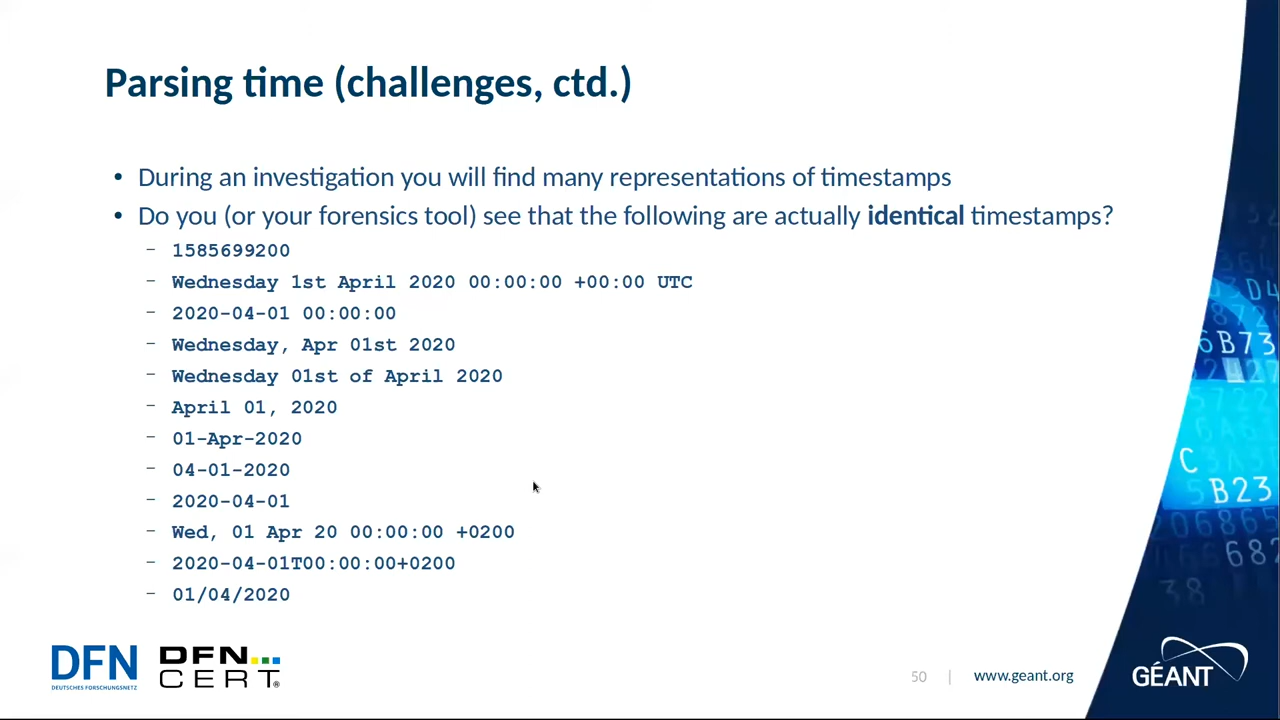 Parsing time (challenges, ctd.)
• During an investigation you will find many representations of timestamps
• Do you (or your forensics tool) see that the following are actually identical timestamps?
– 1585699200
– Wednesday 1st April 2020 00:00:00 +00:00 UTC
– 2020-04-01 00:00:00
– Wednesday, Apr 01st 2020
– Wednesday 01st of April 2020
– April 01, 2020
– 01-Apr-2020
– 04-01-2020
– 2020-04-01
– Wed, 01 Apr 20 00:00:00 +0200
– 2020-04-01T00:00:00+0200
– 01/04/2020
DFN
DEUTSCHES FORSCHUNGSNETZ
DFN
CERT®
50 | www.geant.org
GÉANT
6B73
C
B23
682
38